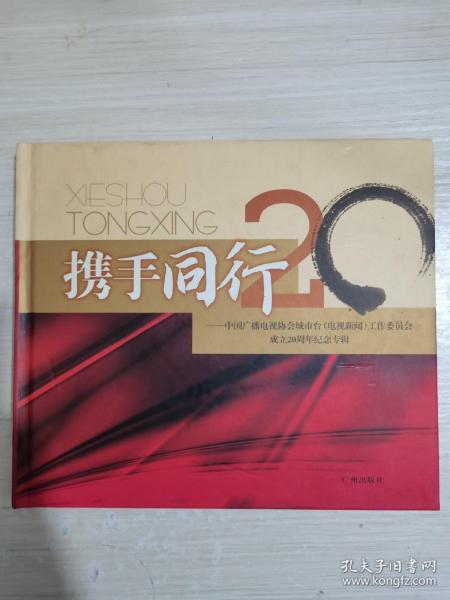 XIESHOU
TONGXING
20
携手同行
——中国广播电视协会城市台(电视新闻)工作委员会
成立20周年纪念专辑
广州出版社
孔夫子旧书网
www.kongfz.com